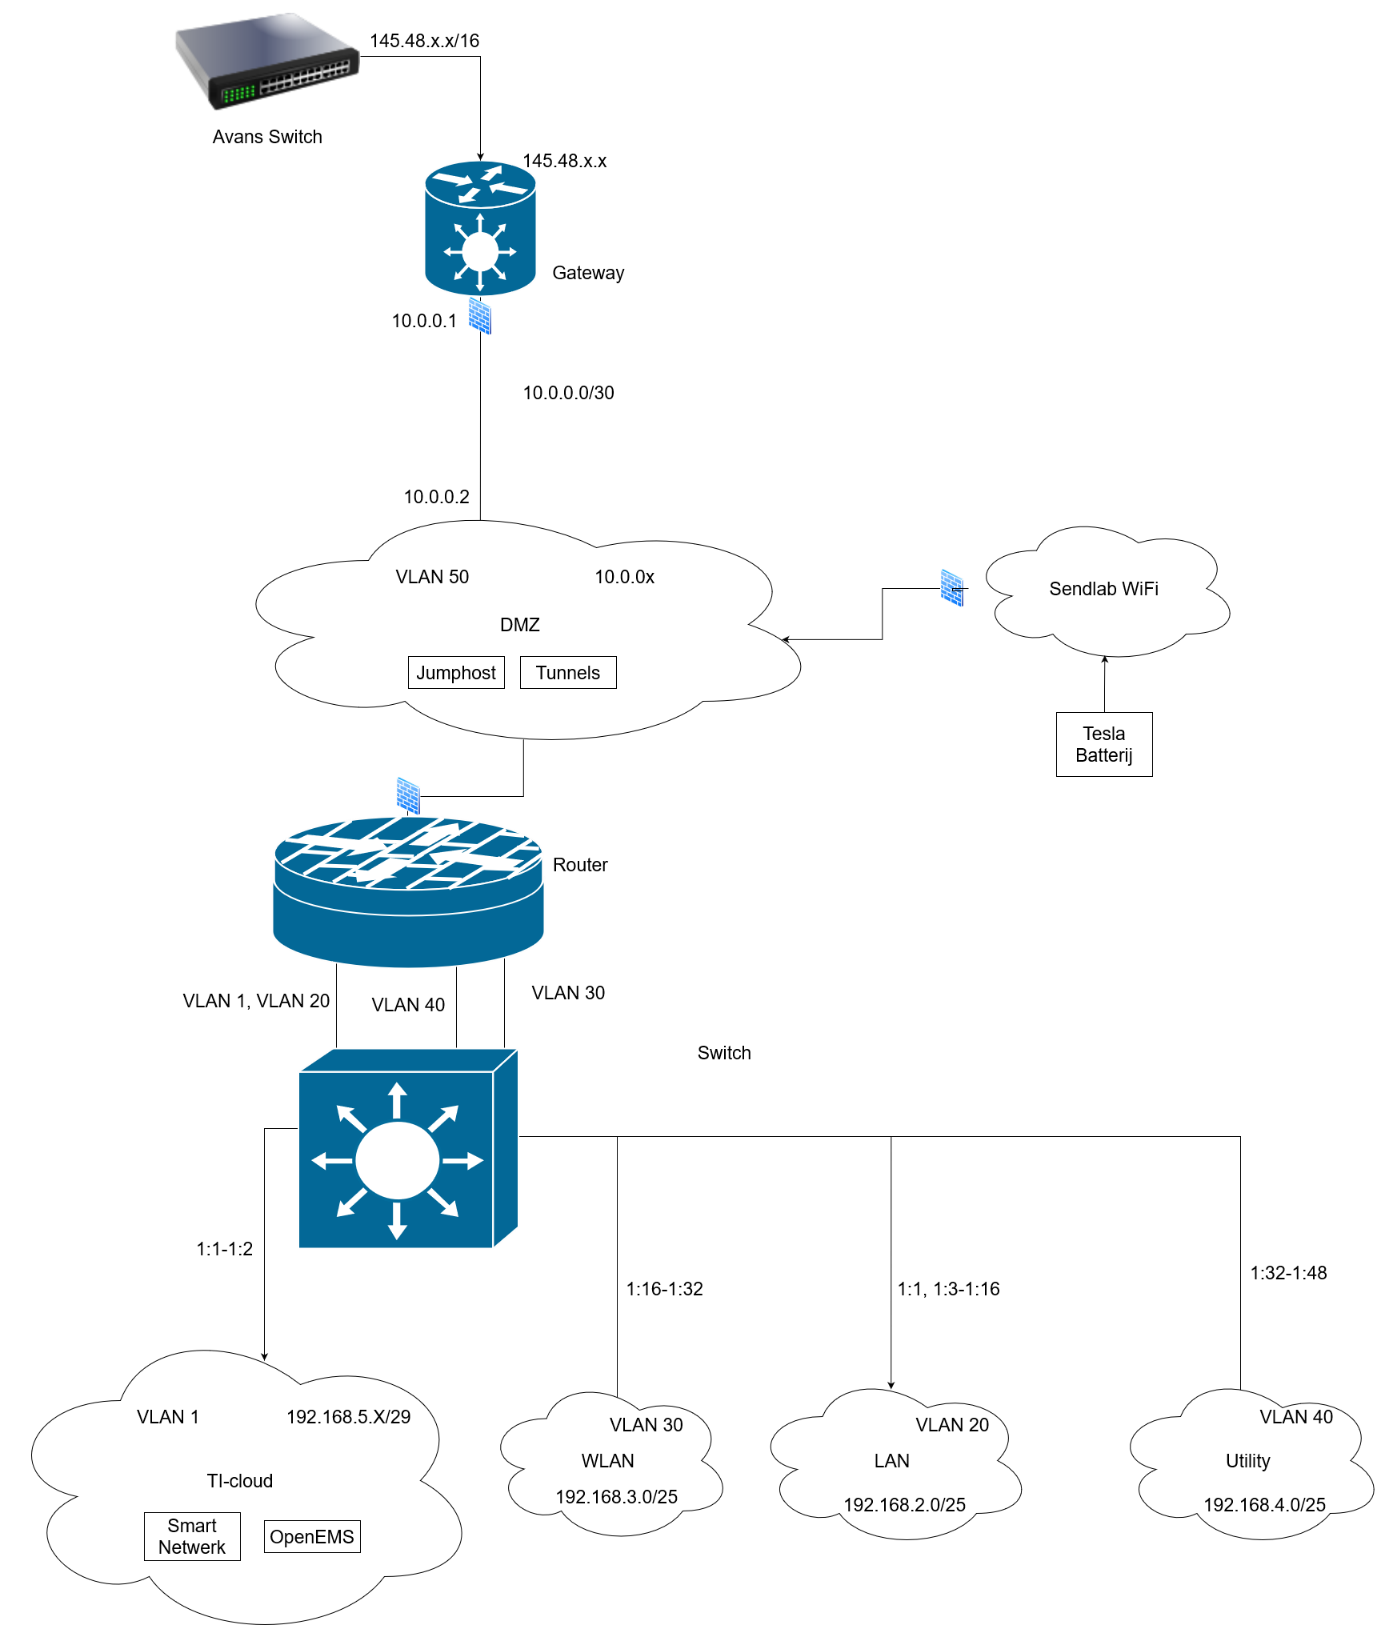 145.48.x.x/16
Avans Switch
145.48.x.x
Gateway
10.0.0.1
10.0.0.0/30
10.0.0.2
VLAN 50
10.0.0x
DMZ
Jumphost
Tunnels
Sendlab WiFi
Tesla
Batterij
Router
VLAN 1, VLAN 20
VLAN 40
VLAN 30
Switch
1:1-1:2
1:16-1:32
1:1, 1:3-1:16
1:32-1:48
VLAN 1
192.168.5.X/29
TI-cloud
Smart
Netwerk
OpenEMS
VLAN 30
WLAN
192.168.3.0/25
VLAN 20
LAN
192.168.2.0/25
VLAN 40
Utility
192.168.4.0/25